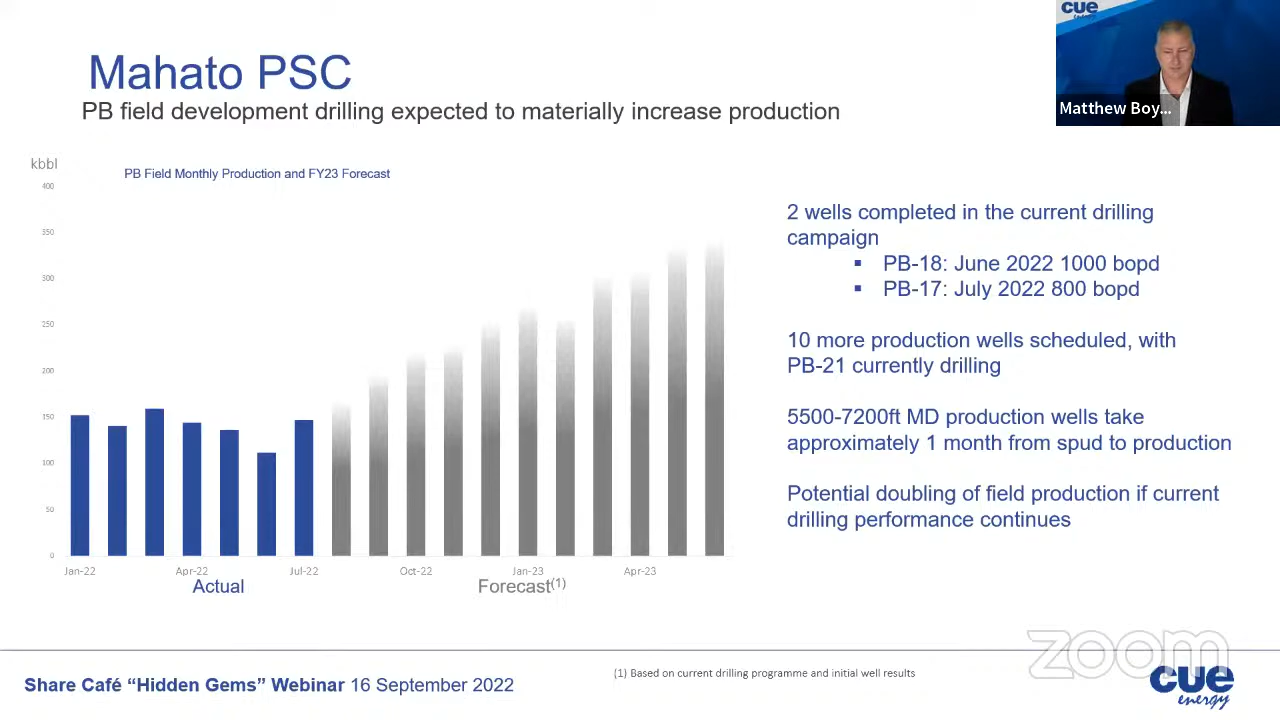 cue
energy
Matthew Boy...
Mahato PSC
PB field development drilling expected to materially increase production
kbbl
PB Field Monthly Production and FY23 Forecast
400
350
300
250
200
150
100
50
0
Jan-22
Apr-22
Jul-22
Oct-22
Jan-23
Apr-23
Actual
Forecast(1)
2 wells completed in the current drilling
campaign
▪ PB-18: June 2022 1000 bopd
▪ PB-17: July 2022 800 bopd
10 more production wells scheduled, with
PB-21 currently drilling
5500-7200ft MD production wells take
approximately 1 month from spud to production
Potential doubling of field production if current
drilling performance continues
zoom
Share Café “Hidden Gems” Webinar 16 September 2022
(1) Based on current drilling programme and initial well results
cue
energy